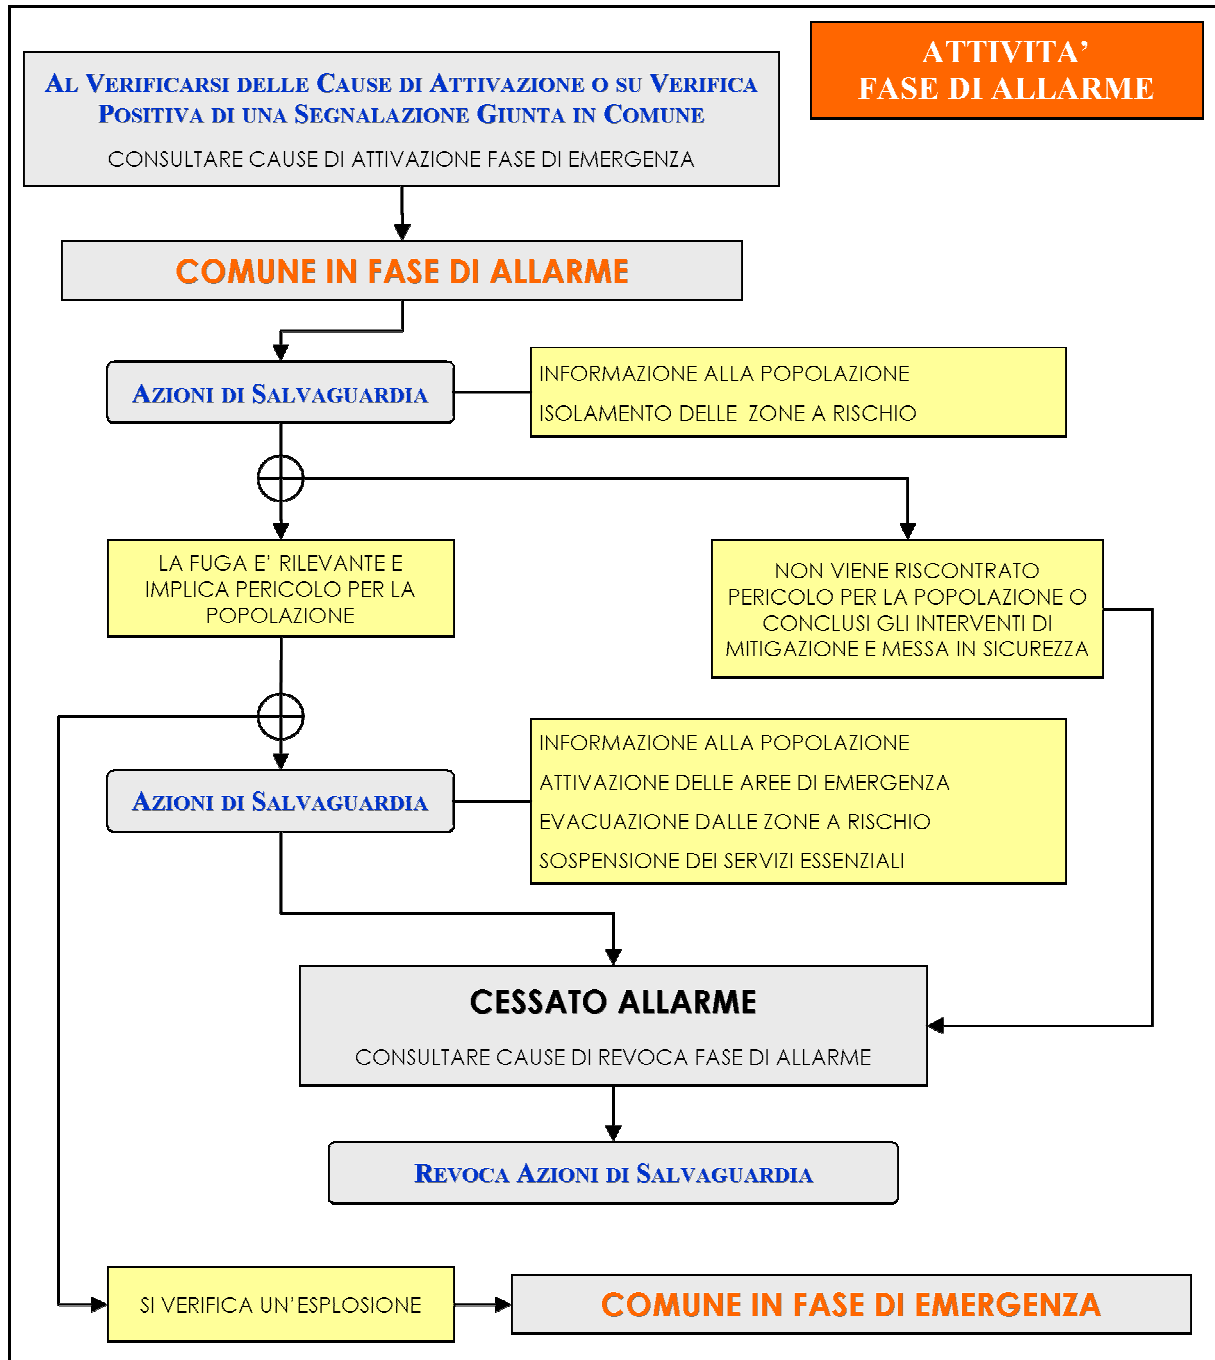 ATTIVITA'
FASE DI ALLARME
AL VERIFICARSI DELLE CAUSE DI ATTIVAZIONE O SU VERIFICA
POSITIVA DI UNA SEGNALAZIONE GIUNTA IN COMUNE
CONSULTARE CAUSE DI ATTIVAZIONE FASE DI EMERGENZA
COMUNE IN FASE DI ALLARME
AZIONI DI SALVAGUARDIA
INFORMAZIONE ALLA POPOLAZIONE
ISOLAMENTO DELLE ZONE A RISCHIO
LA FUGA E' RILEVANTE E
IMPLICA PERICOLO PER LA
POPOLAZIONE
NON VIENE RISCONTRATO
PERICOLO PER LA POPOLAZIONE O
CONCLUSI GLI INTERVENTI DI
MITIGAZIONE E MESSA IN SICUREZZA
AZIONI DI SALVAGUARDIA
INFORMAZIONE ALLA POPOLAZIONE
ATTIVAZIONE DELLE AREE DI EMERGENZA
EVACUAZIONE DALLE ZONE A RISCHIO
SOSPENSIONE DEI SERVIZI ESSENZIALI
CESSATO ALLARME
CONSULTARE CAUSE DI REVOCA FASE DI ALLARME
REVOCA AZIONI DI SALVAGUARDIA
SI VERIFICA UN'ESPLOSIONE
COMUNE IN FASE DI EMERGENZA